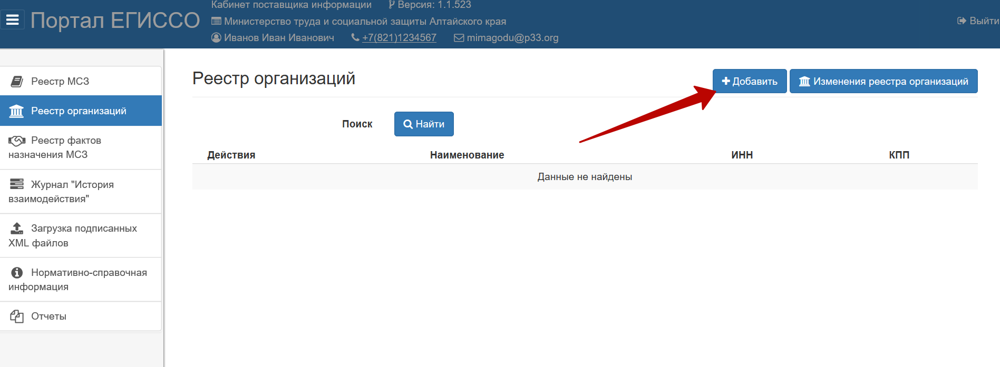 Портал ЕГИССО
Кабинет поставщика информации Версия: 1.1.523
Министерство труда и социальной защиты Алтайского края
Иванов Иван Иванович +7(821)1234567 mimagodu@p33.org
Выйти
Реестр МСЗ
Реестр организаций
Реестр фактов
назначения МСЗ
Журнал "История
взаимодействия"
Загрузка подписанных
XML файлов
Нормативно-справочная
информация
Отчеты
Реестр организаций
Добавить Изменения реестра организаций
Поиск Найти
Действия Наименование ИНН КПП
Данные не найдены